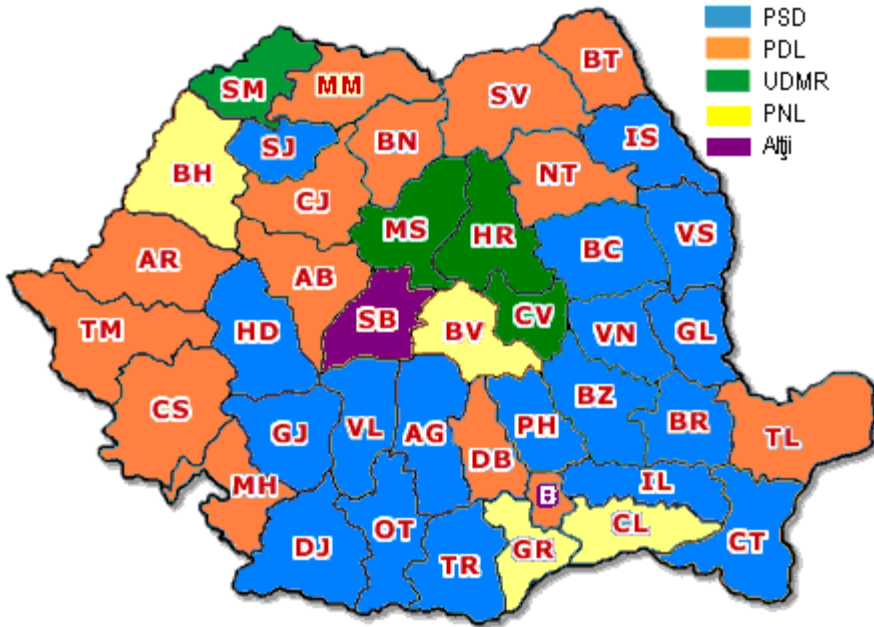 PSD
PDL
UDMR
PNL
Alţii
BT
MM
SV
SM
IS
SJ
BN
BH
NT
CJ
MS
HR
VS
BC
AR
AB
SB
CV
TM
HD
BV
VN
GL
CS
BZ
GJ
VL
AG
PH
BR
TL
DB
MH
IL
B
CL
OT
DJ
GR
CT
TR